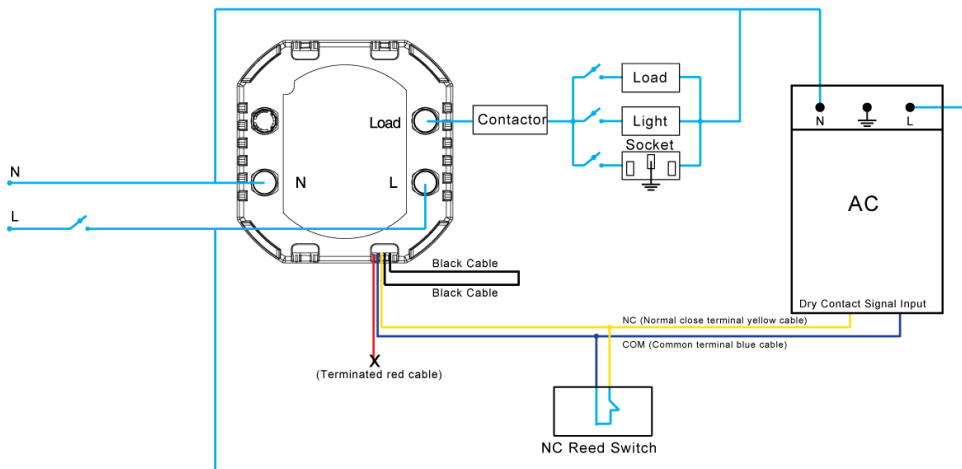 Load
Contactor
Load
Light
Socket
N
L
N
L
N
L
AC
Black Cable
Black Cable
Dry Contact Signal Input
NC (Normal close terminal yellow cable)
COM (Common terminal blue cable)
X
(Terminated red cable)
NC Reed Switch